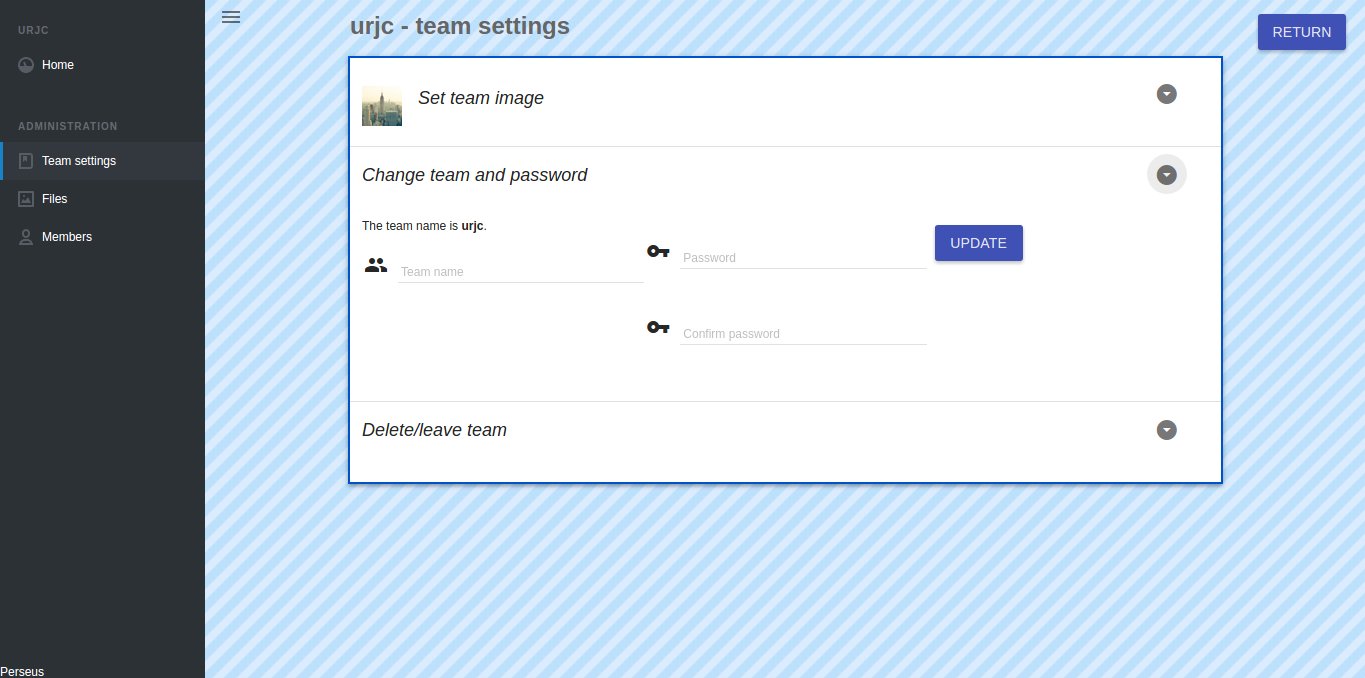 URJC
Home
ADMINISTRATION
Team settings
Files
Members
Perseus
urjc - team settings
RETURN
Set team image
Change team and password
The team name is urjc.
Team name
Password
UPDATE
Confirm password
Delete/leave team